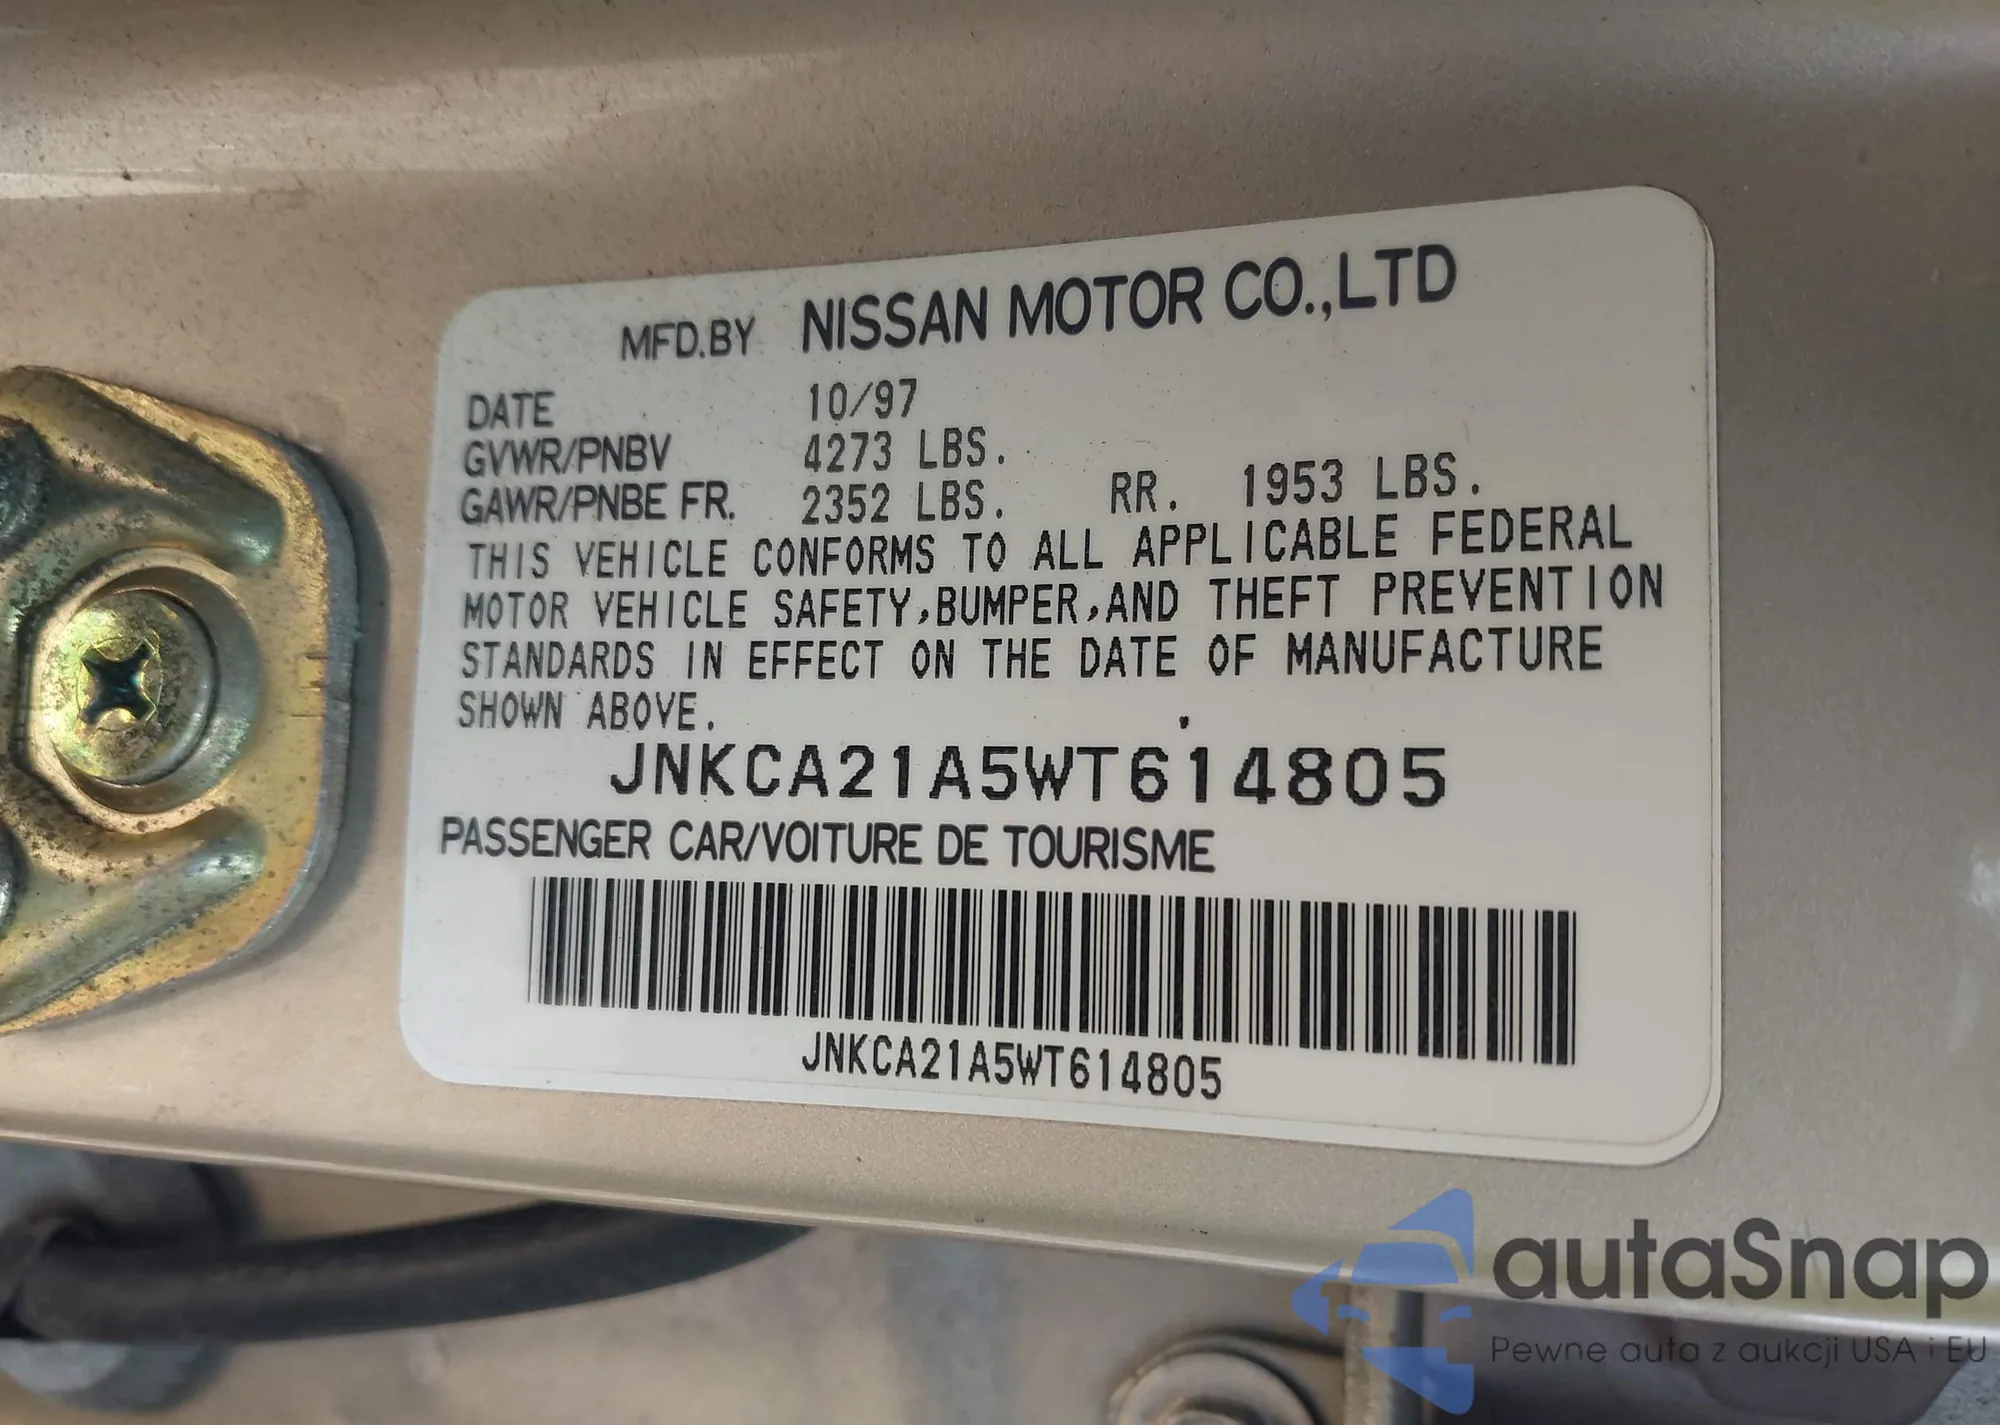 MFD.BY NISSAN MOTOR CO.,LTD
DATE 10/97
GVWR/PNBV 4273 LBS.
GAWR/PNBE FR. 2352 LBS. RR. 1953 LBS.
THIS VEHICLE CONFORMS TO ALL APPLICABLE FEDERAL
MOTOR VEHICLE SAFETY,BUMPER,AND THEFT PREVENTION
STANDARDS IN EFFECT ON THE DATE OF MANUFACTURE
SHOWN ABOVE.
JNKCA21A5WT614805
PASSENGER CAR/VOITURE DE TOURISME
JNKCA21A5WT614805
autaSnap
Pewne auta z aukcji USA i EU